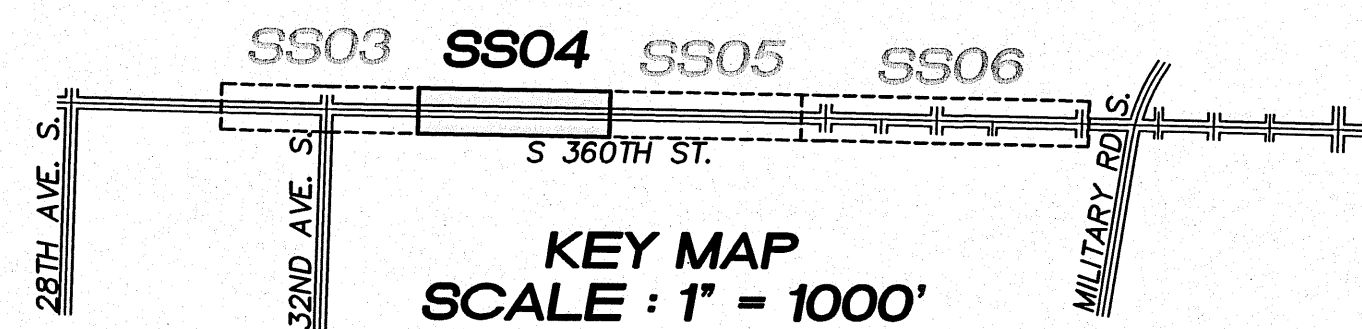 SS03 SS04 SS05 SS06
S 360TH ST.
28TH AVE. S.
32ND AVE. S.
MILITARY RD S.
KEY MAP
SCALE : 1" = 1000'